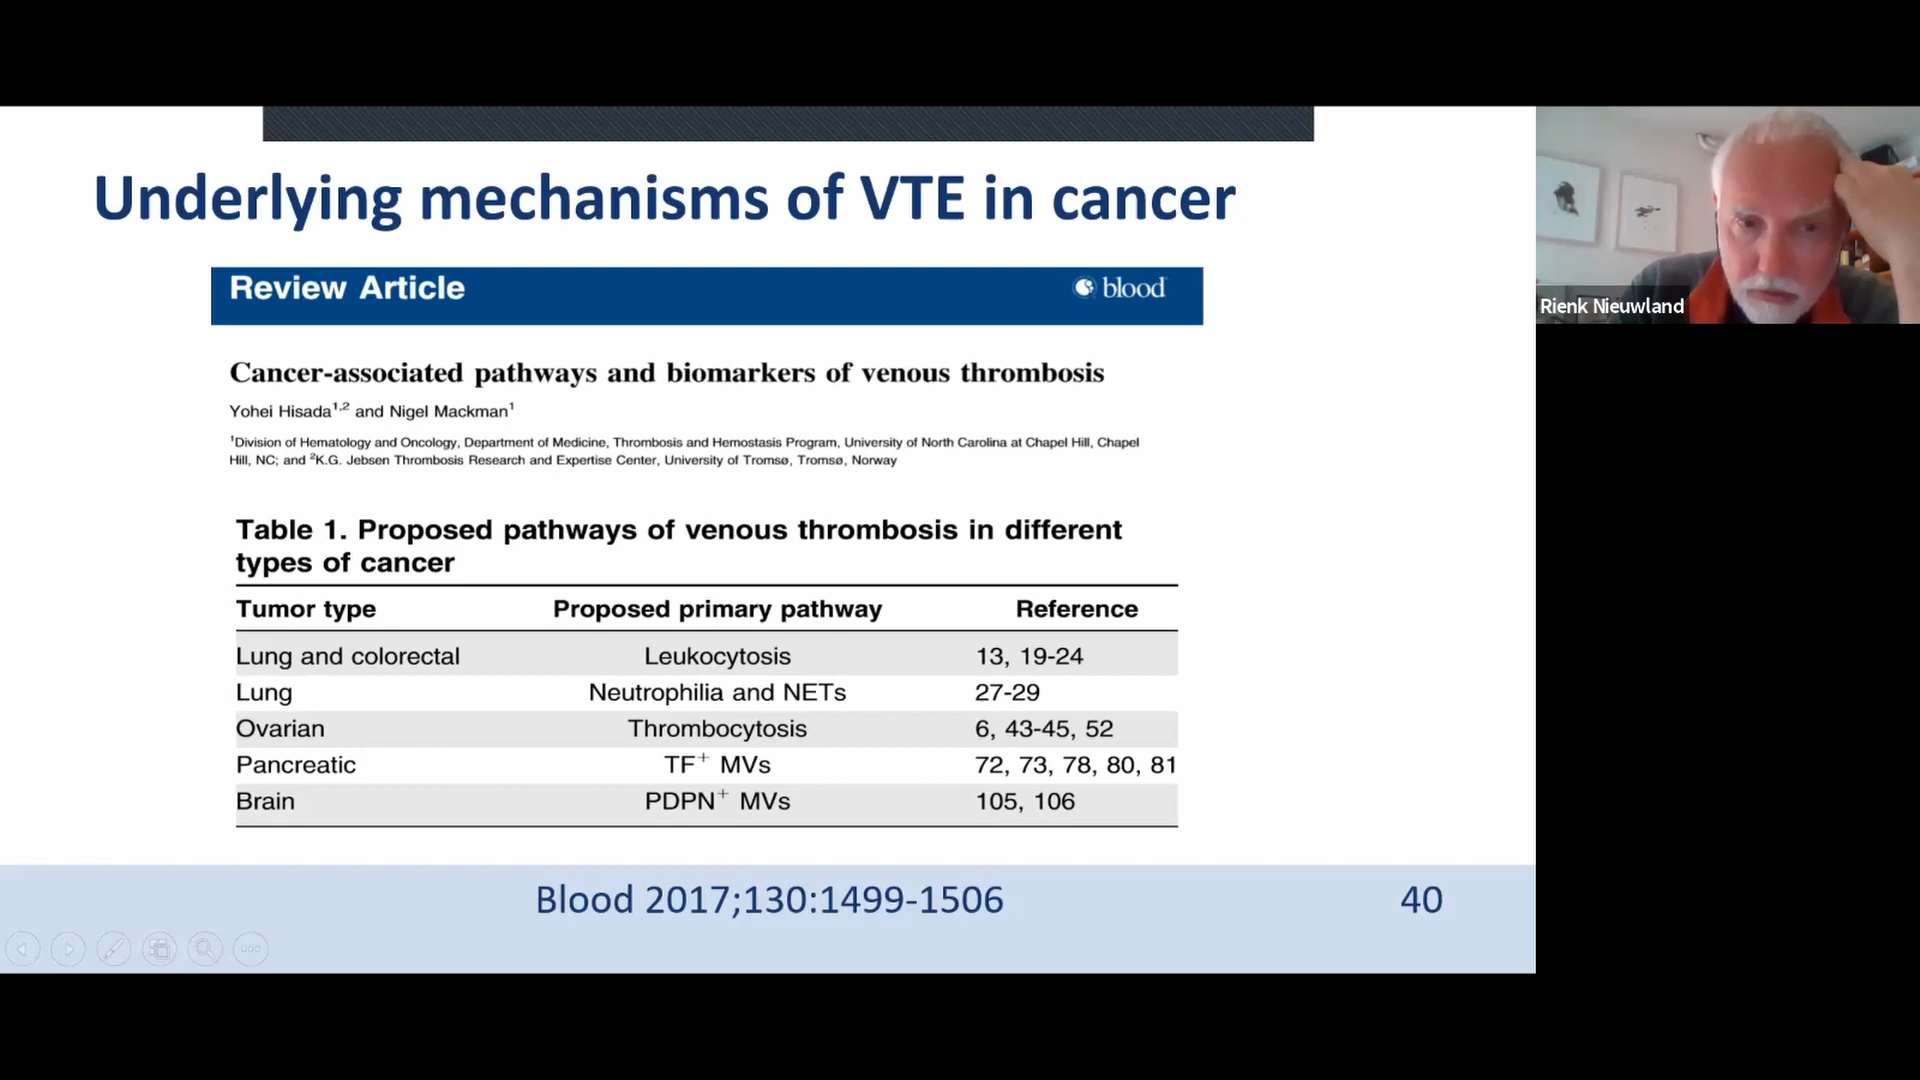 Underlying mechanisms of VTE in cancer
Review Article
blood
Rienk Nieuwland
Cancer-associated pathways and biomarkers of venous thrombosis
Yohei Hisada1,2 and Nigel Mackman1
1Division of Hematology and Oncology, Department of Medicine, Thrombosis and Hemostasis Program, University of North Carolina at Chapel Hill, Chapel
Hill, NC; and 2K.G. Jebsen Thrombosis Research and Expertise Center, University of Tromsø, Tromsø, Norway
Table 1. Proposed pathways of venous thrombosis in different
types of cancer
Tumor type Proposed primary pathway Reference
Lung and colorectal Leukocytosis 13, 19-24
Lung Neutrophilia and NETs 27-29
Ovarian Thrombocytosis 6, 43-45, 52
Pancreatic TF+ MVs 72, 73, 78, 80, 81
Brain PDPN+ MVs 105, 106
Blood 2017;130:1499-1506 40